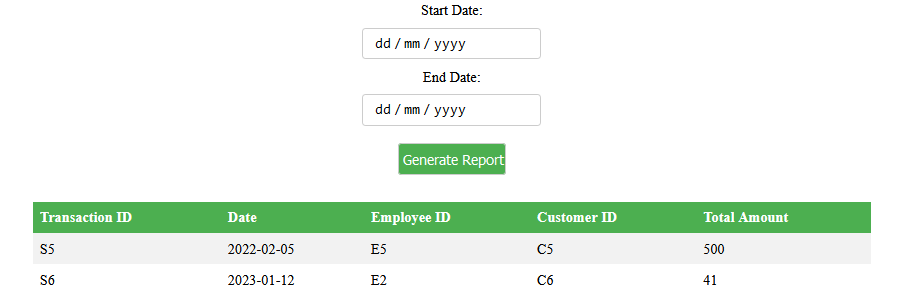 Start Date:
dd / mm / yyyy
End Date:
dd / mm / yyyy
Generate Report
Transaction ID Date Employee ID Customer ID Total Amount
S5 2022-02-05 E5 C5 500
S6 2023-01-12 E2 C6 41